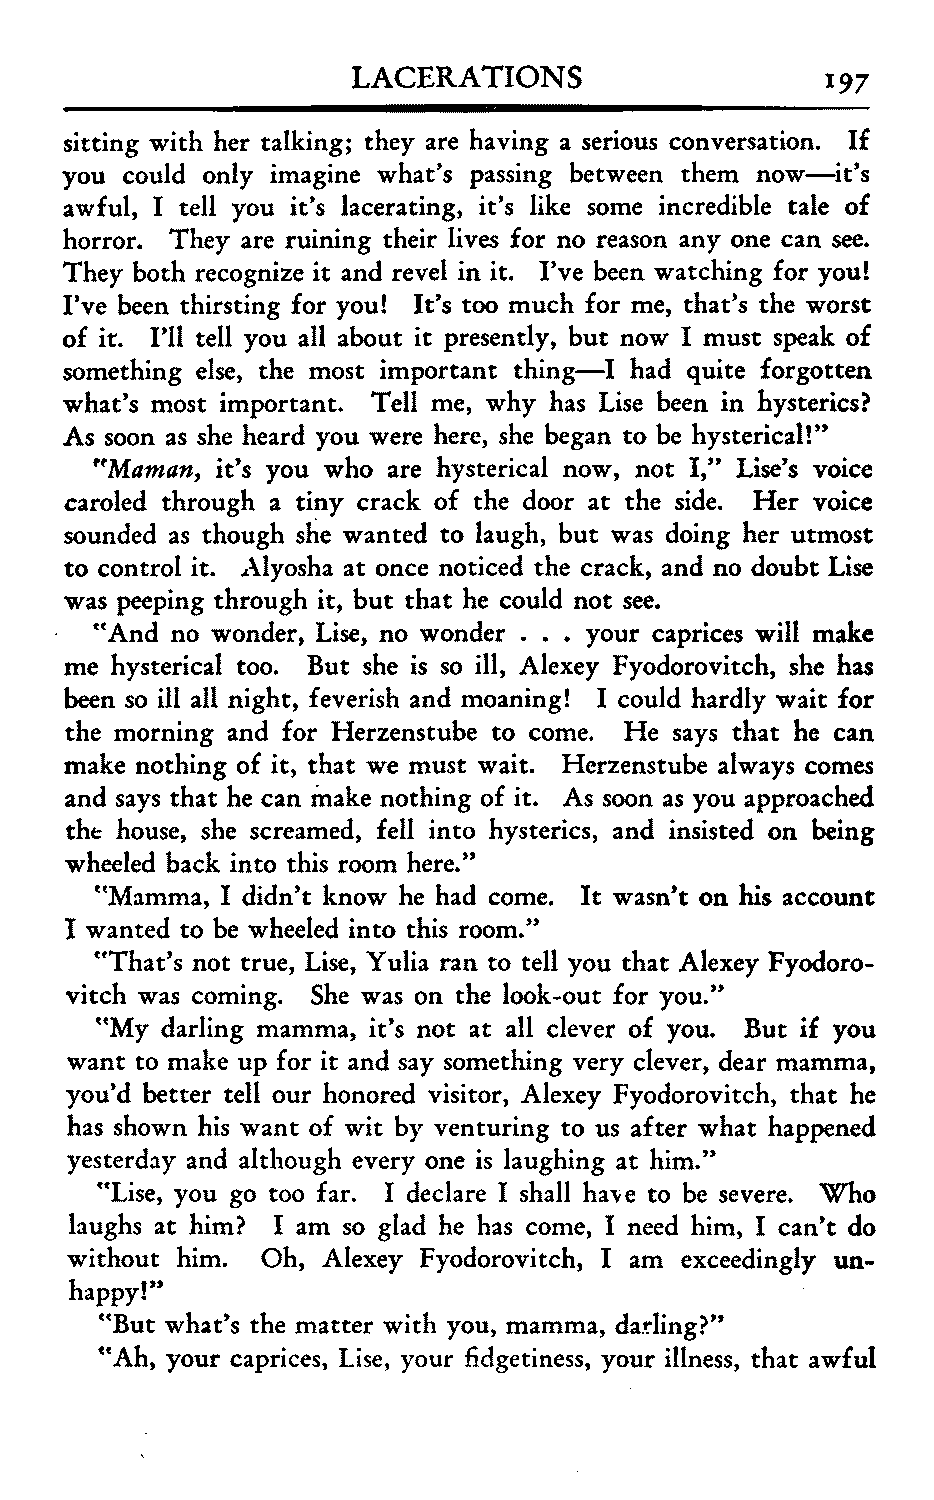 LACERATIONS 197
sitting with her talking; they are having a serious conversation. If
you could only imagine what's passing between them now—it's
awful, I tell you it's lacerating, it's like some incredible tale of
horror. They are ruining their lives for no reason any one can see.
They both recognize it and revel in it. I've been watching for you!
I've been thirsting for you! It's too much for me, that's the worst
of it. I'll tell you all about it presently, but now I must speak of
something else, the most important thing—I had quite forgotten
what's most important. Tell me, why has Lise been in hysterics?
As soon as she heard you were here, she began to be hysterical!"
"Maman, it's you who are hysterical now, not I," Lise's voice
caroled through a tiny crack of the door at the side. Her voice
sounded as though she wanted to laugh, but was doing her utmost
to control it. Alyosha at once noticed the crack, and no doubt Lise
was peeping through it, but that he could not see.
"And no wonder, Lise, no wonder . . . your caprices will make
me hysterical too. But she is so ill, Alexey Fyodorovitch, she has
been so ill all night, feverish and moaning! I could hardly wait for
the morning and for Herzenstube to come. He says that he can
make nothing of it, that we must wait. Herzenstube always comes
and says that he can make nothing of it. As soon as you approached
the house, she screamed, fell into hysterics, and insisted on being
wheeled back into this room here."
"Mamma, I didn't know he had come. It wasn't on his account
I wanted to be wheeled into this room."
"That's not true, Lise, Yulia ran to tell you that Alexey Fyodoro-
vitch was coming. She was on the look-out for you."
"My darling mamma, it's not at all clever of you. But if you
want to make up for it and say something very clever, dear mamma,
you'd better tell our honored visitor, Alexey Fyodorovitch, that he
has shown his want of wit by venturing to us after what happened
yesterday and although every one is laughing at him."
"Lise, you go too far. I declare I shall have to be severe. Who
laughs at him? I am so glad he has come, I need him, I can't do
without him. Oh, Alexey Fyodorovitch, I am exceedingly un-
happy!"
"But what's the matter with you, mamma, darling?"
"Ah, your caprices, Lise, your fidgetiness, your illness, that awful